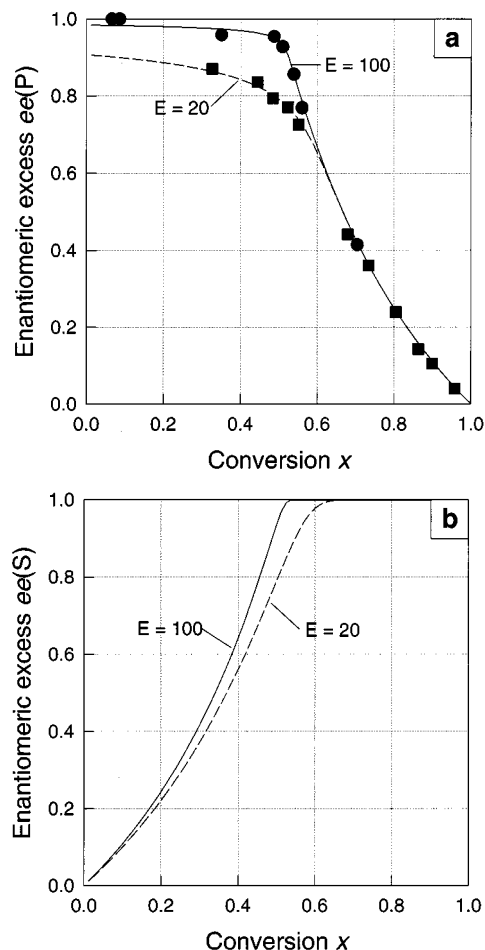 Enantiomeric excess ee(P)
1.0
0.8
0.6
0.4
0.2
0.0
a
E = 100
E = 20
0.0 0.2 0.4 0.6 0.8 1.0
Conversion x
Enantiomeric excess ee(S)
1.0
0.8
0.6
0.4
0.2
0.0
b
E = 100
E = 20
0.0 0.2 0.4 0.6 0.8 1.0
Conversion x